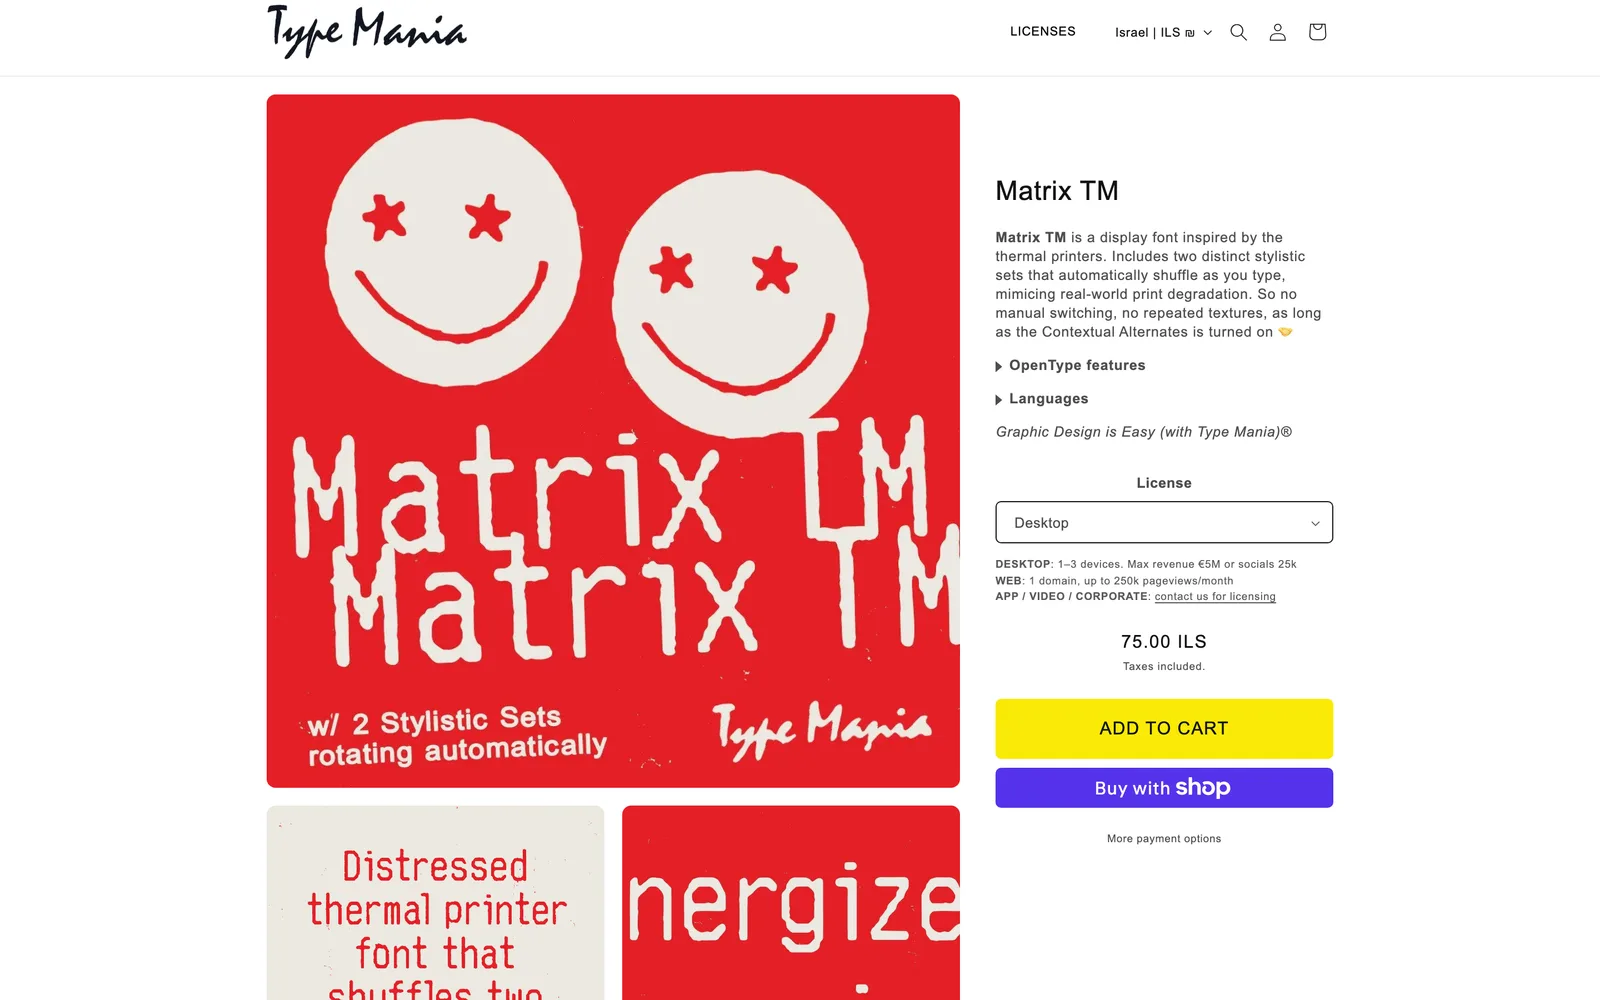 Type Mania
LICENSES
Israel | ILS ₪
Matrix TM
Matrix TM
w/ 2 Stylistic Sets
rotating automatically
Type Mania
Distressed
thermal printer
font that
shuffles two
nergize
Matrix TM
Matrix TM is a display font inspired by the
thermal printers. Includes two distinct stylistic
sets that automatically shuffle as you type,
mimicing real-world print degradation. So no
manual switching, no repeated textures, as long
as the Contextual Alternates is turned on 🤝
OpenType features
Languages
Graphic Design is Easy (with Type Mania)®
License
Desktop
DESKTOP: 1–3 devices. Max revenue €5M or socials 25k
WEB: 1 domain, up to 250k pageviews/month
APP / VIDEO / CORPORATE: contact us for licensing
75.00 ILS
Taxes included.
ADD TO CART
Buy with shop
More payment options